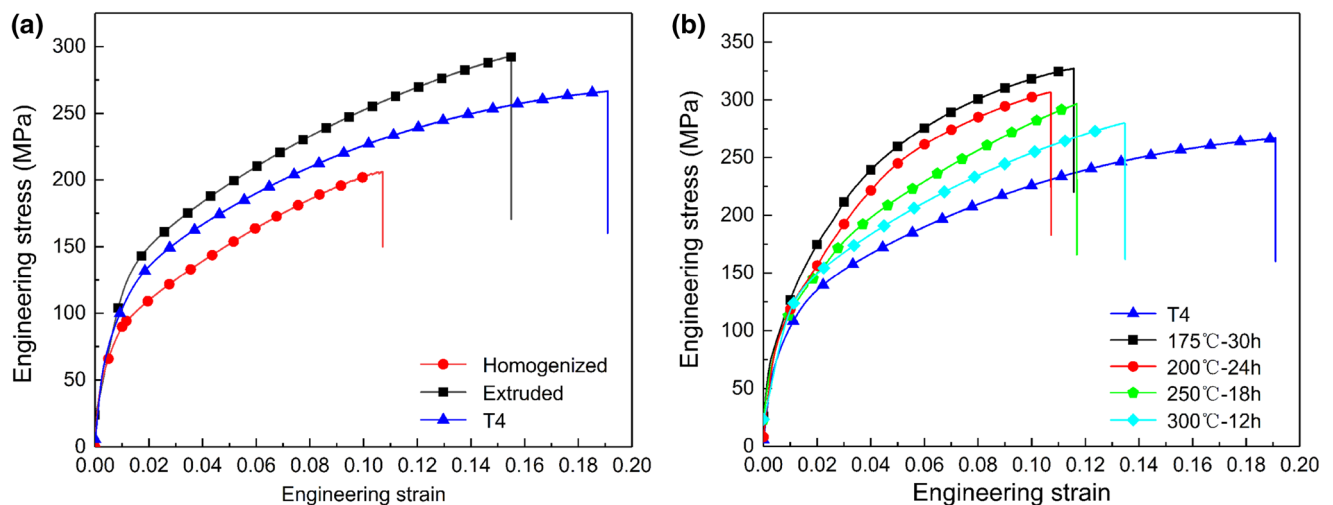 (a)
300
250
200
150
100
50
0
Engineering stress (MPa)
0.00 0.02 0.04 0.06 0.08 0.10 0.12 0.14 0.16 0.18 0.20
Engineering strain
Homogenized
Extruded
T4
(b)
350
300
250
200
150
100
50
0
Engineering stress (MPa)
0.00 0.02 0.04 0.06 0.08 0.10 0.12 0.14 0.16 0.18 0.20
Engineering strain
T4
175℃-30h
200℃-24h
250℃-18h
300℃-12h